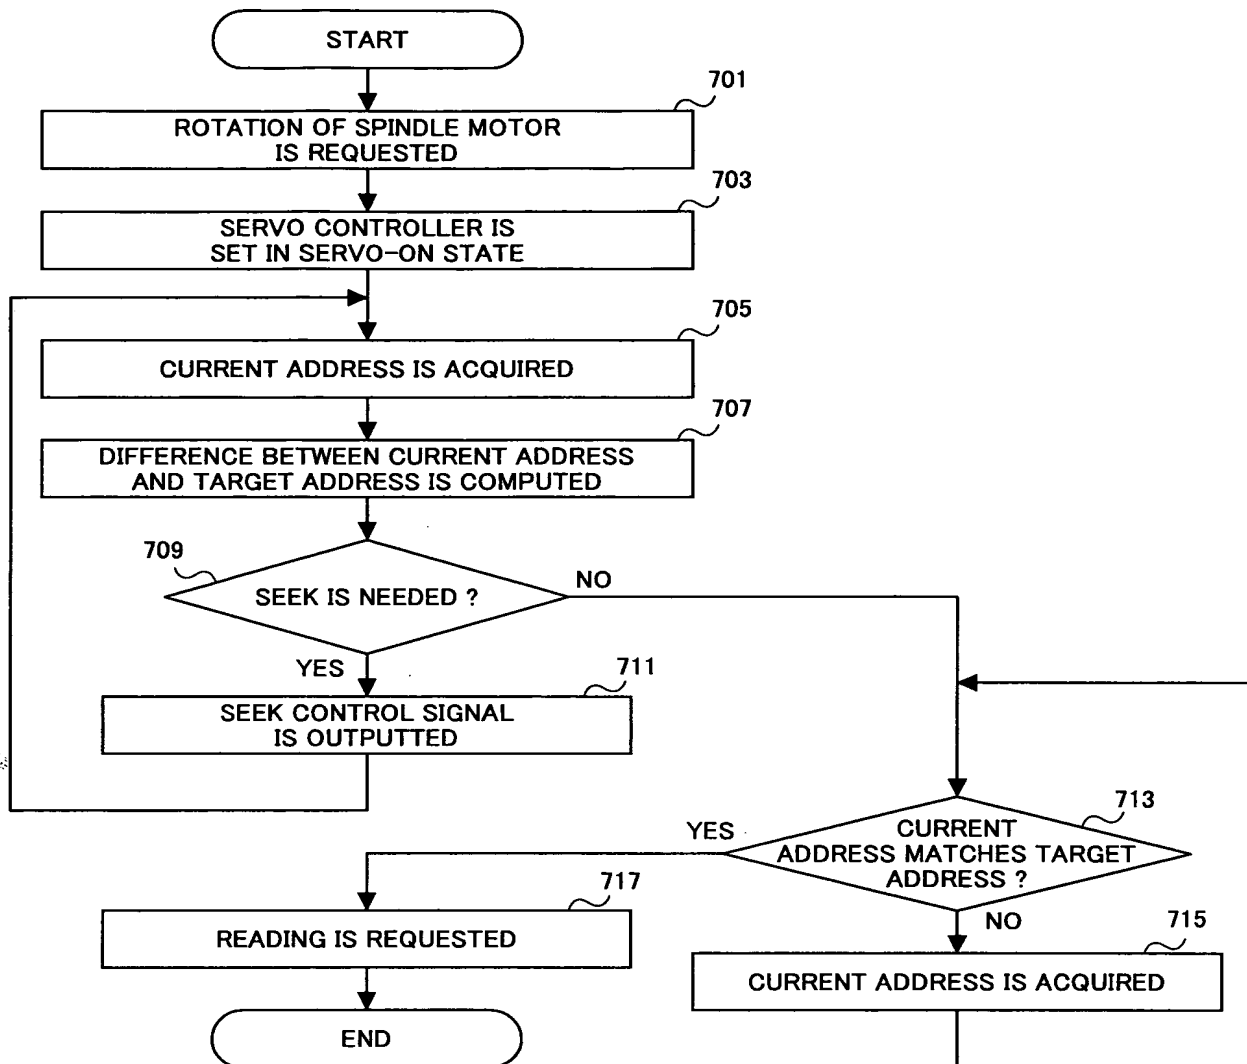 START
701
ROTATION OF SPINDLE MOTOR
IS REQUESTED
703
SERVO CONTROLLER IS
SET IN SERVO-ON STATE
705
CURRENT ADDRESS IS ACQUIRED
707
DIFFERENCE BETWEEN CURRENT ADDRESS
AND TARGET ADDRESS IS COMPUTED
709
SEEK IS NEEDED ?
NO
YES
711
SEEK CONTROL SIGNAL
IS OUTPUTTED
713
CURRENT
ADDRESS MATCHES TARGET
ADDRESS ?
YES
NO
717
READING IS REQUESTED
715
CURRENT ADDRESS IS ACQUIRED
END